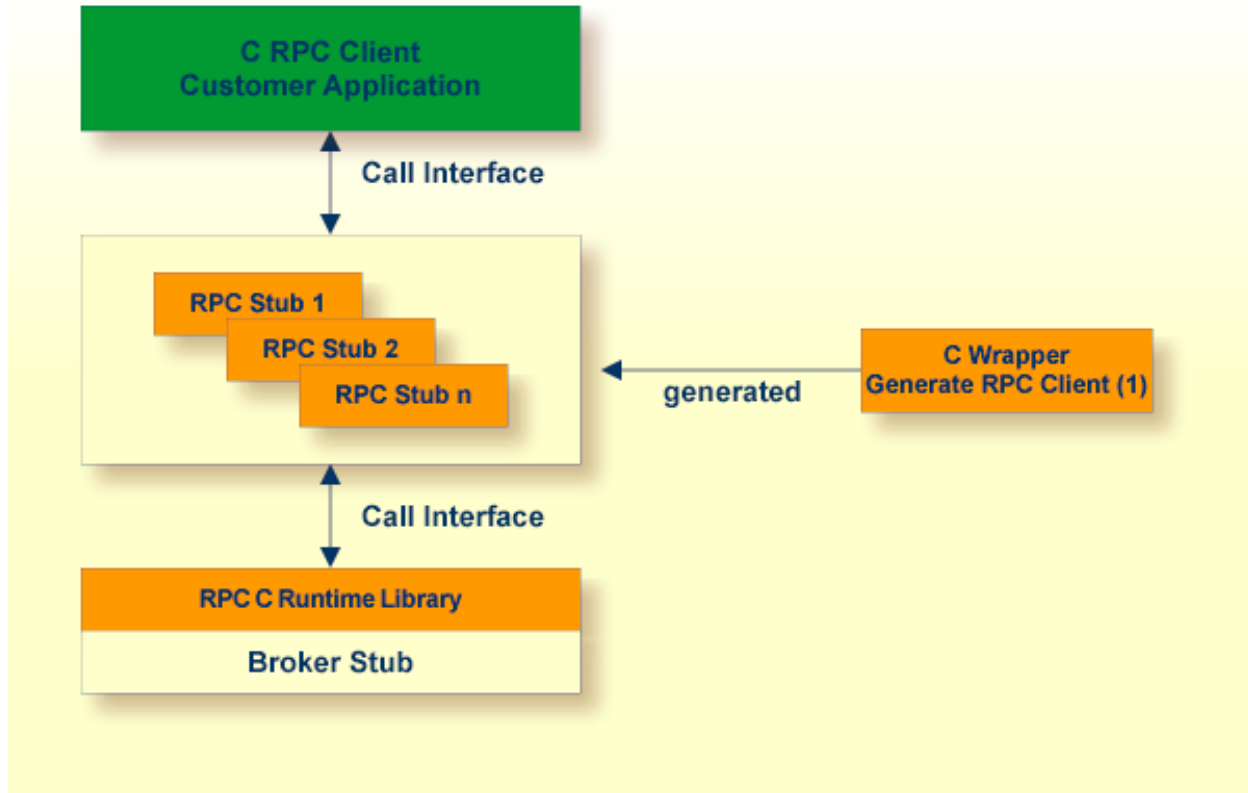 C RPC Client
Customer Application
Call Interface
RPC Stub 1
RPC Stub 2
RPC Stub n
C Wrapper
Generate RPC Client (1)
generated
Call Interface
RPC C Runtime Library
Broker Stub